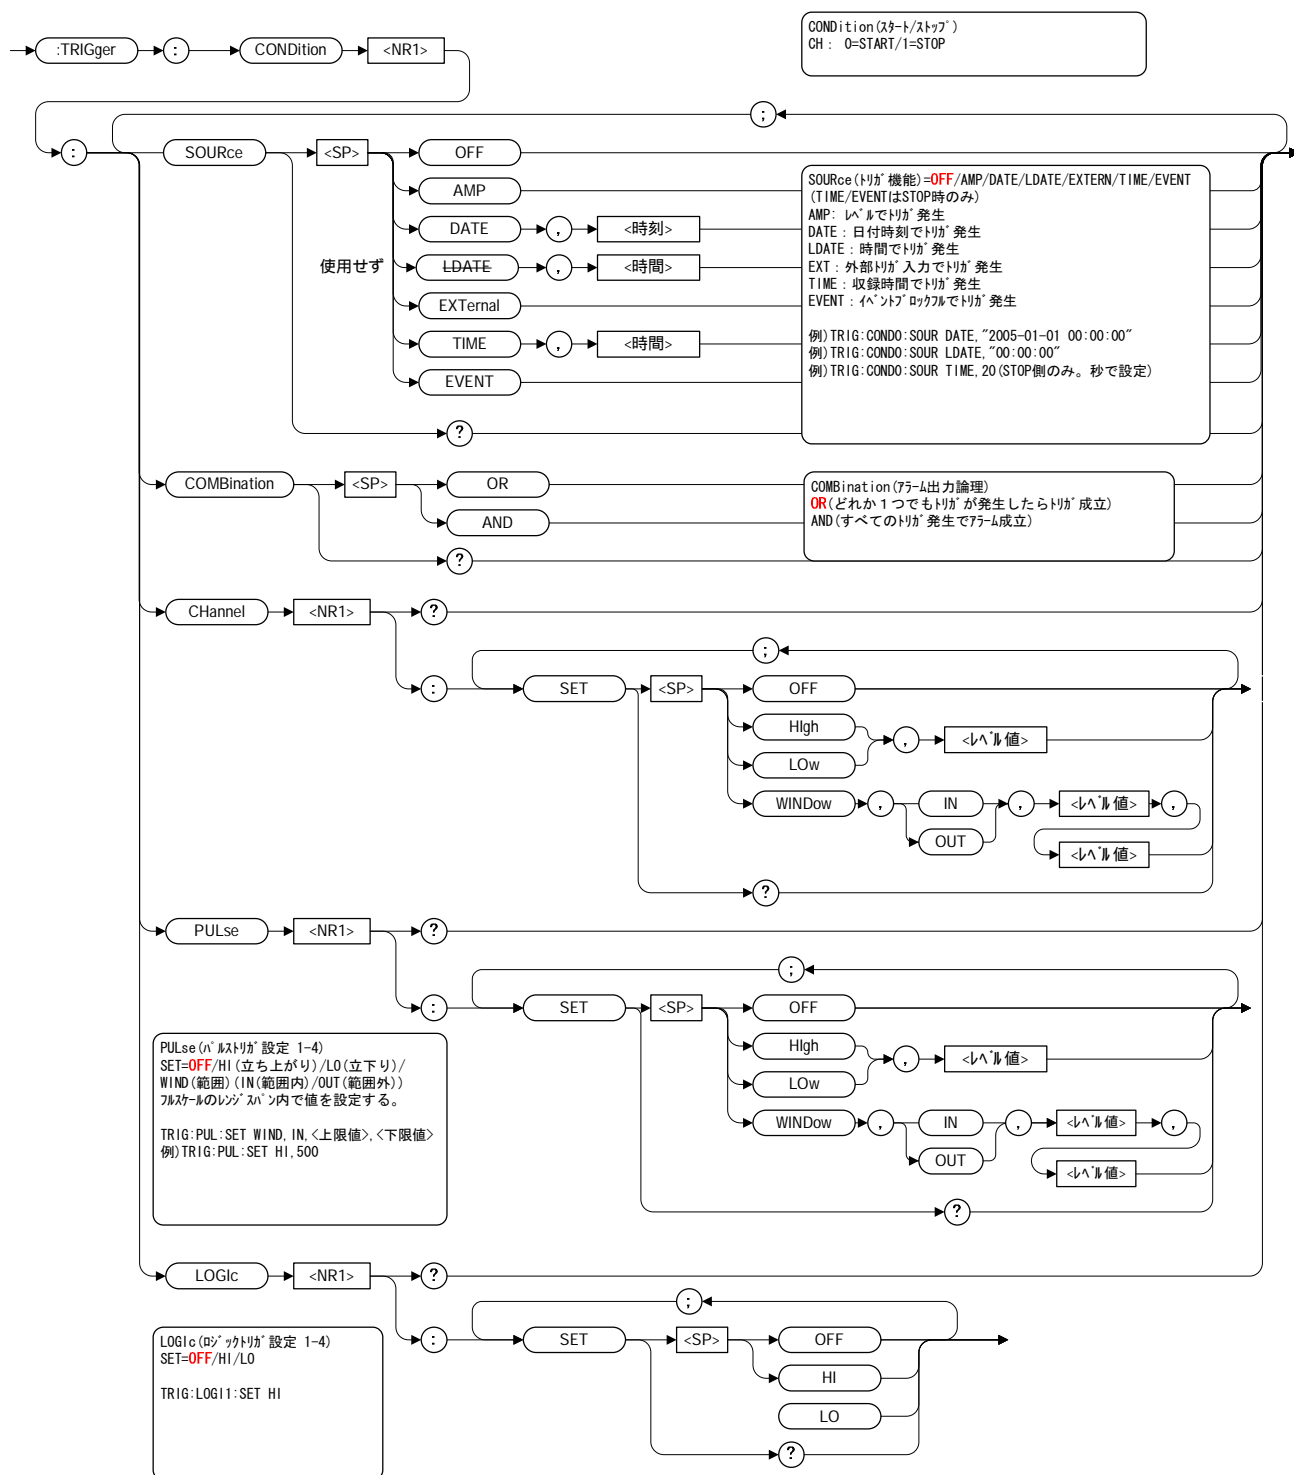 :TRIGger : CONDition <NR1>
CONDition(ｽﾀｰﾄ/ｽﾄｯﾌﾟ)
CH : 0=START/1=STOP
;
: SOURce <SP> OFF
AMP
DATE , <時刻>
使用せず LDATE , <時間>
EXTernal
TIME , <時間>
EVENT
?
SOURce(ﾄﾘｶﾞ機能)=OFF/AMP/DATE/LDATE/EXTERN/TIME/EVENT
(TIME/EVENTはSTOP時のみ)
AMP: ﾚﾍﾞﾙでﾄﾘｶﾞ発生
DATE : 日付時刻でﾄﾘｶﾞ発生
LDATE : 時間でﾄﾘｶﾞ発生
EXT : 外部ﾄﾘｶﾞ入力でﾄﾘｶﾞ発生
TIME : 収録時間でﾄﾘｶﾞ発生
EVENT : ｲﾍﾞﾝﾄﾌﾞﾛｯｸﾌﾙでﾄﾘｶﾞ発生
例)TRIG:COND0:SOUR DATE,"2005-01-01 00:00:00"
例)TRIG:COND0:SOUR LDATE,"00:00:00"
例)TRIG:COND0:SOUR TIME,20(STOP側のみ。秒で設定)
COMBination <SP> OR
AND
?
COMBination(ｱﾗｰﾑ出力論理)
OR(どれか１つでもﾄﾘｶﾞが発生したらﾄﾘｶﾞ成立)
AND(すべてのﾄﾘｶﾞ発生でｱﾗｰﾑ成立)
CHannel <NR1> ?
;
: SET <SP> OFF
HIgh
, <ﾚﾍﾞﾙ値>
LOw
WINDow , IN , <ﾚﾍﾞﾙ値> ,
OUT <ﾚﾍﾞﾙ値>
?
PULse <NR1> ?
;
: SET <SP> OFF
HIgh
, <ﾚﾍﾞﾙ値>
LOw
WINDow , IN , <ﾚﾍﾞﾙ値> ,
OUT <ﾚﾍﾞﾙ値>
?
PULse(ﾊﾟﾙｽﾄﾘｶﾞ設定 1-4)
SET=OFF/HI(立ち上がり)/LO(立下り)/
WIND(範囲)(IN(範囲内)/OUT(範囲外))
ﾌﾙｽｹｰﾙのﾚﾝｼﾞｽﾊﾟﾝ内で値を設定する。
TRIG:PUL:SET WIND,IN,<上限値>,<下限値>
例)TRIG:PUL:SET HI,500
LOGIc <NR1> ?
;
: SET <SP> OFF
HI
LO
?
LOGIc(ﾛｼﾞｯｸﾄﾘｶﾞ設定 1-4)
SET=OFF/HI/LO
TRIG:LOGI1:SET HI